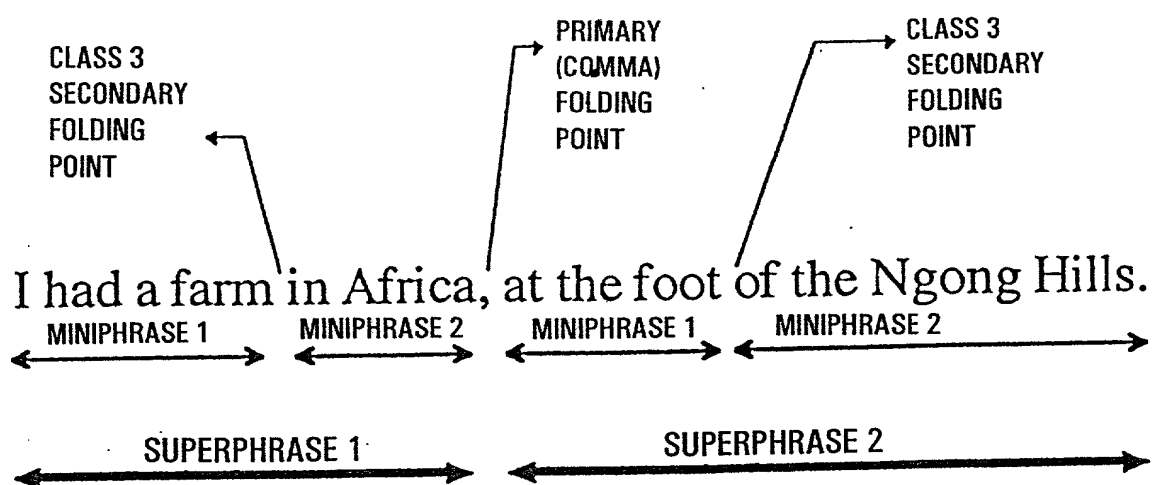 CLASS 3
SECONDARY
FOLDING
POINT
PRIMARY
(COMMA)
FOLDING
POINT
CLASS 3
SECONDARY
FOLDING
POINT
I had a farm in Africa, at the foot of the Ngong Hills.
MINIPHRASE 1 MINIPHRASE 2 MINIPHRASE 1 MINIPHRASE 2
SUPERPHRASE 1 SUPERPHRASE 2